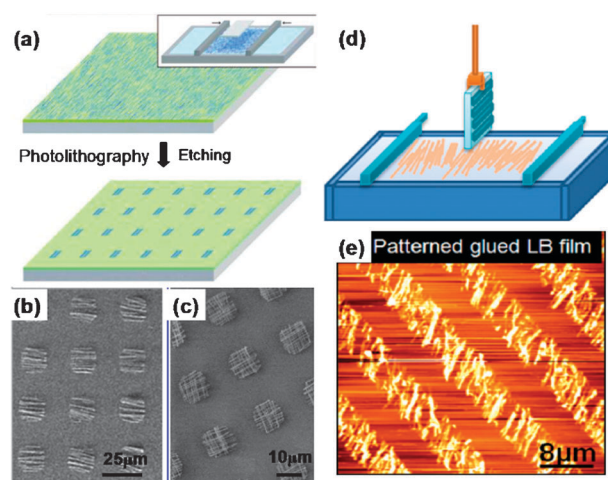 (a)
Photolithography Etching
(b)
25μm
(c)
10μm
(d)
(e)
Patterned glued LB film
8μm